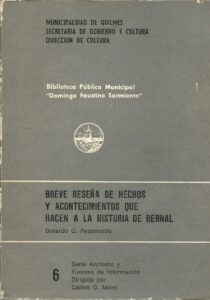 MUNICIPALIDAD DE QUILMES
SECRETARIA DE GOBIERNO Y CULTURA
DIRECCION DE CULTURA
Biblioteca Pública Municipal
"Domingo Faustino Sarmiento"
BREVE RESEÑA DE HECHOS
Y ACONTECIMIENTOS QUE
HACEN A LA HISTORIA DE BERNAL
Gotardo C. Pedemonte
6
Serie Archivos y
Fuentes de Información
Dirigida por
Carlos G. Maier